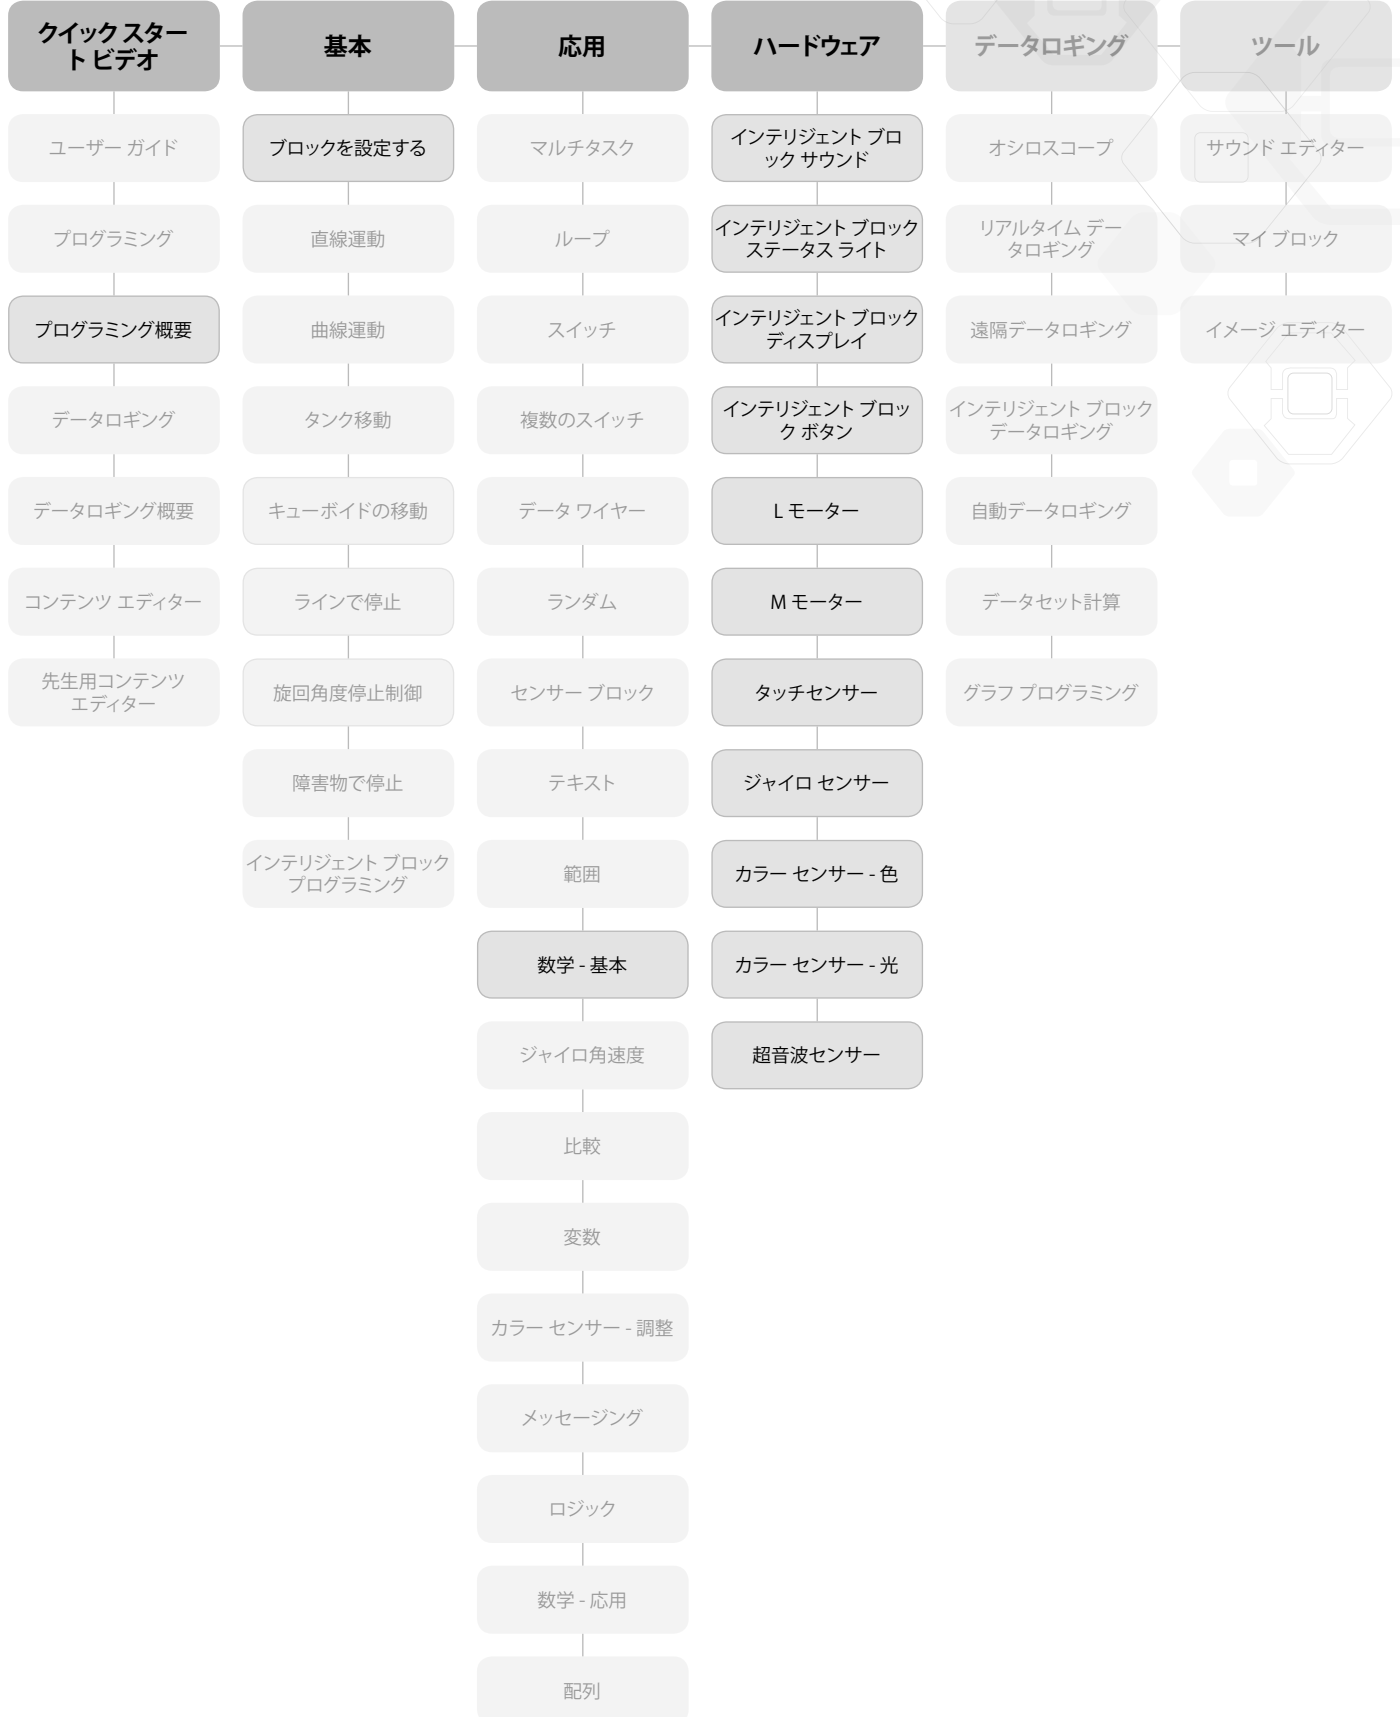 クイック スター
ト ビデオ
ユーザー ガイド
プログラミング
プログラミング概要
データロギング
データロギング概要
コンテンツ エディター
先生用コンテンツ
エディター
基本
ブロックを設定する
直線運動
曲線運動
タンク移動
キューボイドの移動
ラインで停止
旋回角度停止制御
障害物で停止
インテリジェント ブロック
プログラミング
応用
マルチタスク
ループ
スイッチ
複数のスイッチ
データ ワイヤー
ランダム
センサー ブロック
テキスト
範囲
数学 - 基本
ジャイロ角速度
比較
変数
カラー センサー - 調整
メッセージング
ロジック
数学 - 応用
配列
ハードウェア
インテリジェント ブロ
ック サウンド
インテリジェント ブロック
ステータス ライト
インテリジェント ブロック
ディスプレイ
インテリジェント ブロッ
ク ボタン
L モーター
M モーター
タッチセンサー
ジャイロ センサー
カラー センサー - 色
カラー センサー - 光
超音波センサー
データロギング
オシロスコープ
リアルタイム デー
タロギング
遠隔データロギング
インテリジェント ブロック
データロギング
自動データロギング
データセット計算
グラフ プログラミング
ツール
サウンド エディター
マイ ブロック
イメージ エディター